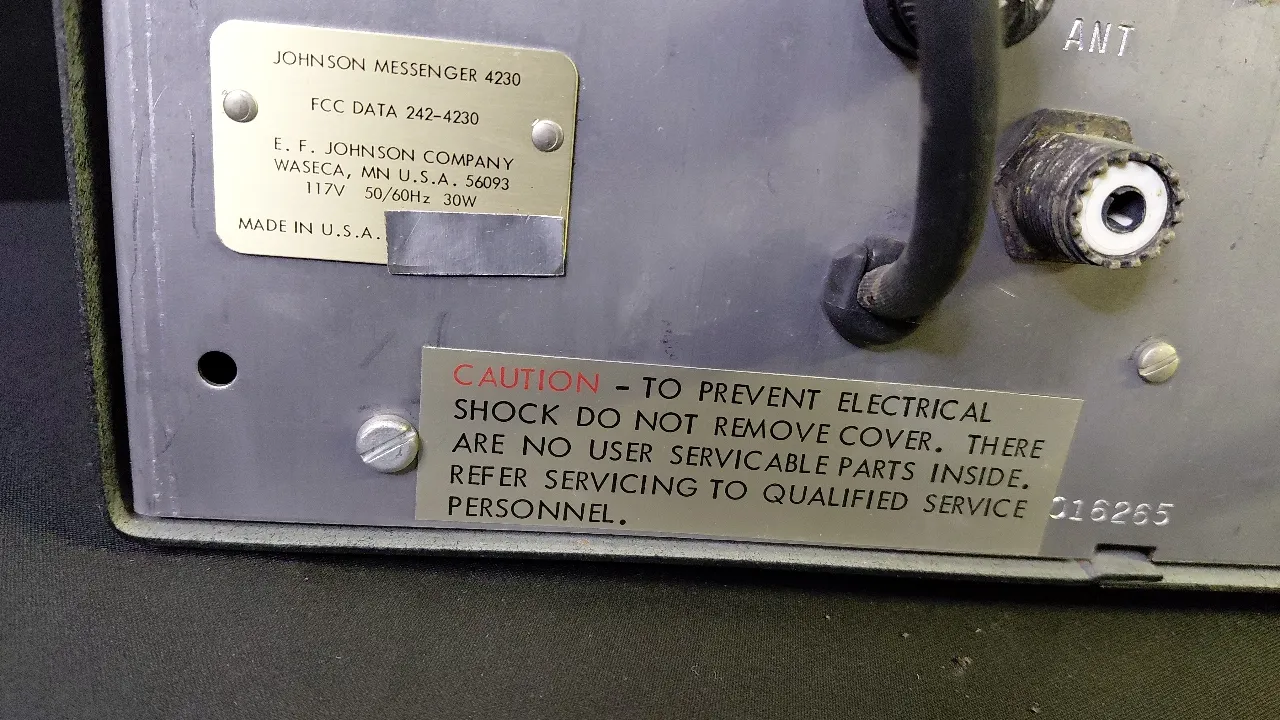 JOHNSON MESSENGER 4230
FCC DATA 242-4230
E. F. JOHNSON COMPANY
WASECA, MN U.S.A. 56093
117V 50/60Hz 30W
MADE IN U.S.A.
ANT
CAUTION - TO PREVENT ELECTRICAL
SHOCK DO NOT REMOVE COVER. THERE
ARE NO USER SERVICABLE PARTS INSIDE.
REFER SERVICING TO QUALIFIED SERVICE
PERSONNEL.
016265